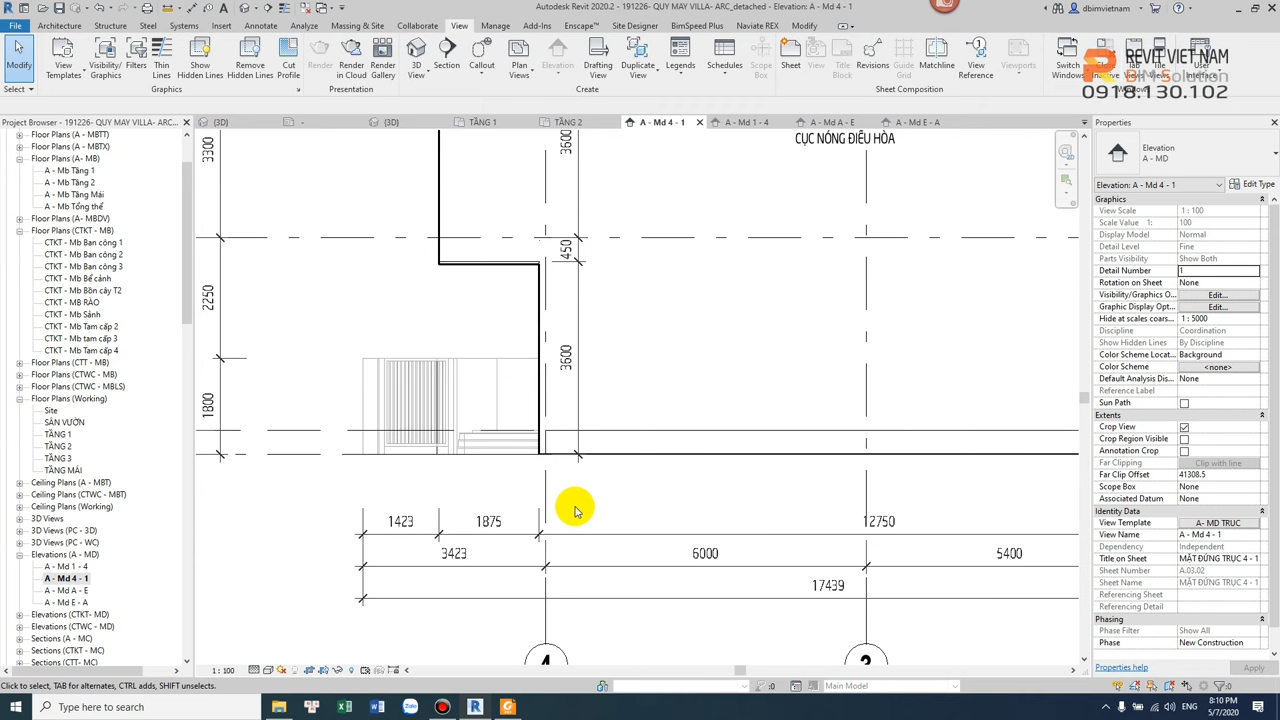 Autodesk Revit 2020.2 - 191226- QUY MAY VILLA- ARC_detached - Elevation: A - Md 4 - 1
dbimvietnam
File Architecture Structure Steel Systems Insert Annotate Analyze Massing & Site Collaborate View Manage Add-Ins Enscape™ Site Designer BimSpeed Plus Naviate REX Modify
Modify
View Templates
Visibility/ Graphics
Filters
Thin Lines
Show Hidden Lines
Remove Hidden Lines
Cut Profile
Render
Render in Cloud
Render Gallery
3D View
Section
Callout
Plan Views
Elevation
Drafting View
Duplicate View
Legends
Schedules
Scope Box
Sheet
View
Title Block
Revisions
Guide Grid
Matchline
View Reference
Viewports
Switch Windows
User Interface
Select Graphics Presentation Create Sheet Composition
REVIT VIETNAM
BIM Solution
0918.130.102
Project Browser - QUY MAY VILLA- ARC...
Floor Plans (A- MBTT)
Floor Plans (A- MBTX)
Floor Plans (A- MB)
A - Mb Tầng 1
A - Mb Tầng 2
A - Mb Tầng Mái
A - Mb Tổng thể
Floor Plans (A- MBDV)
Floor Plans (CTKT - MB)
CTKT - Mb Ban công 1
CTKT - Mb Ban công 2
CTKT - Mb Ban công 3
CTKT - Mb Bể cảnh
CTKT - Mb Bồn cây T2
CTKT - MB RÀO
CTKT - Mb Sảnh
CTKT - Mb Tam cấp 2
CTKT - Mb Tam cấp 3
CTKT - Mb Tam cấp 4
Floor Plans (CTT - MB)
Floor Plans (CTWC - MB)
Floor Plans (CTWC - MBLS)
Floor Plans (Working)
Site
SÂN VƯỜN
TẦNG 1
TẦNG 2
TẦNG 3
TẦNG MÁI
Ceiling Plans (A - MBT)
Ceiling Plans (CTWC - MBT)
Ceiling Plans (Working)
3D Views
3D Views (PC - 3D)
3D Views (PC - WC)
Elevations (A - MD)
A - Md 1 - 4
A - Md 4 - 1
A - Md A - E
A - Md E - A
Elevations (CTKT - MD)
Elevations (CTWC - MD)
Sections (A - MC)
Sections (CTKT - MC)
Sections (CTT - MC)
{3D} - {3D} TẦNG 1 TẦNG 2 A - Md 4 - 1 A - Md 1 - 4 A - Md A - E A - Md E - A
CỤC NÓNG ĐIỀU HÒA
3300
3600
450
2250
3600
1800
1423 1875 12750
3423 6000 5400
17439
4 3
Properties
Elevation
A - MD
Elevation: A - Md 4 - 1 Edit Type
Graphics
View Scale 1 : 100
Scale Value 1: 100
Display Model Normal
Detail Level Fine
Parts Visibility Show Both
Detail Number 1
Rotation on Sheet None
Visibility/Graphics O... Edit...
Graphic Display Opt... Edit...
Hide at scales coars... 1 : 5000
Discipline Coordination
Show Hidden Lines By Discipline
Color Scheme Locat... Background
Color Scheme <none>
Default Analysis Dis... None
Reference Label
Sun Path
Extents
Crop View
Crop Region Visible
Annotation Crop
Far Clipping Clip with line
Far Clip Offset 41308.5
Scope Box None
Associated Datum None
Identity Data
View Template A- MD TRUC
View Name A - Md 4 - 1
Dependency Independent
Title on Sheet MẶT ĐỨNG TRỤC 4 - 1
Sheet Number A.03.02
Sheet Name MẶT ĐỨNG TRỤC 4 - 1
Referencing Sheet
Referencing Detail
Phasing
Phase Filter Show All
Phase New Construction
Properties help Apply
1 : 100
Click to select, TAB for alternates, CTRL adds, SHIFT unselects.
:0 Main Model :0
Type here to search
8:10 PM
5/7/2020